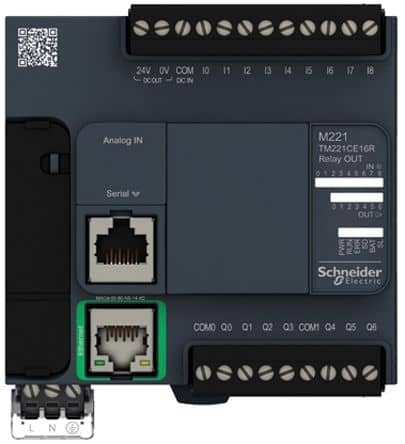 24V 0V COM I0 I1 I2 I3 I4 I5 I6 I7 I8
DC OUT DC IN
Analog IN
M221
TM221CE16R
Relay OUT
IN
0 1 2 3 4 5 6 7 8
Serial
0 1 2 3 4 5 6
OUT
PWR
RUN
ERR
SD
BAT
SL
Schneider
Electric
Ethernet
COM0 Q0 Q1 Q2 Q3 COM1 Q4 Q5 Q6
L N